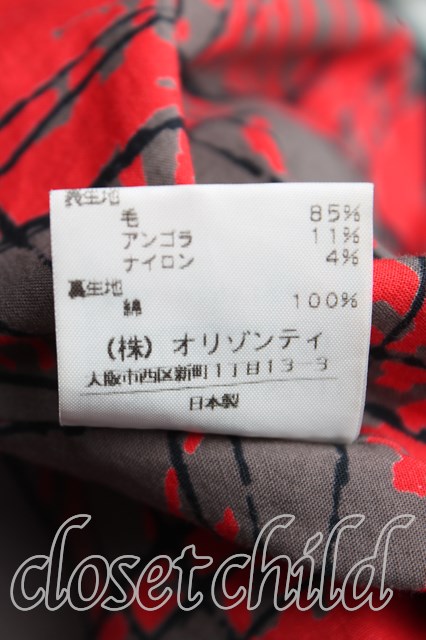 表生地
毛 85%
アンゴラ 11%
ナイロン 4%
裏生地
綿 100%
(株) オリゾンティ
大阪市西区新町1丁目13-3
日本製
closet child